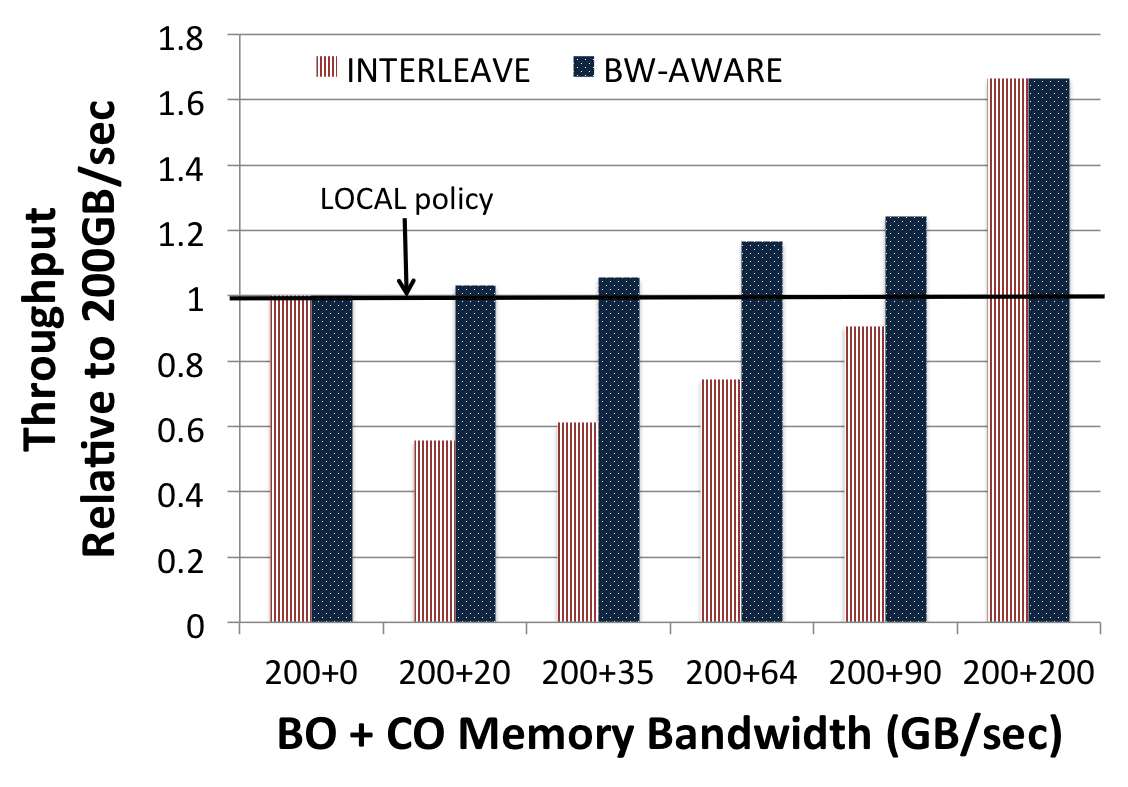 1.8
INTERLEAVE BW-AWARE
1.6
1.4
LOCAL policy
1.2
1
0.8
0.6
0.4
0.2
0
Throughput
Relative to 200GB/sec
200+0 200+20 200+35 200+64 200+90 200+200
BO + CO Memory Bandwidth (GB/sec)